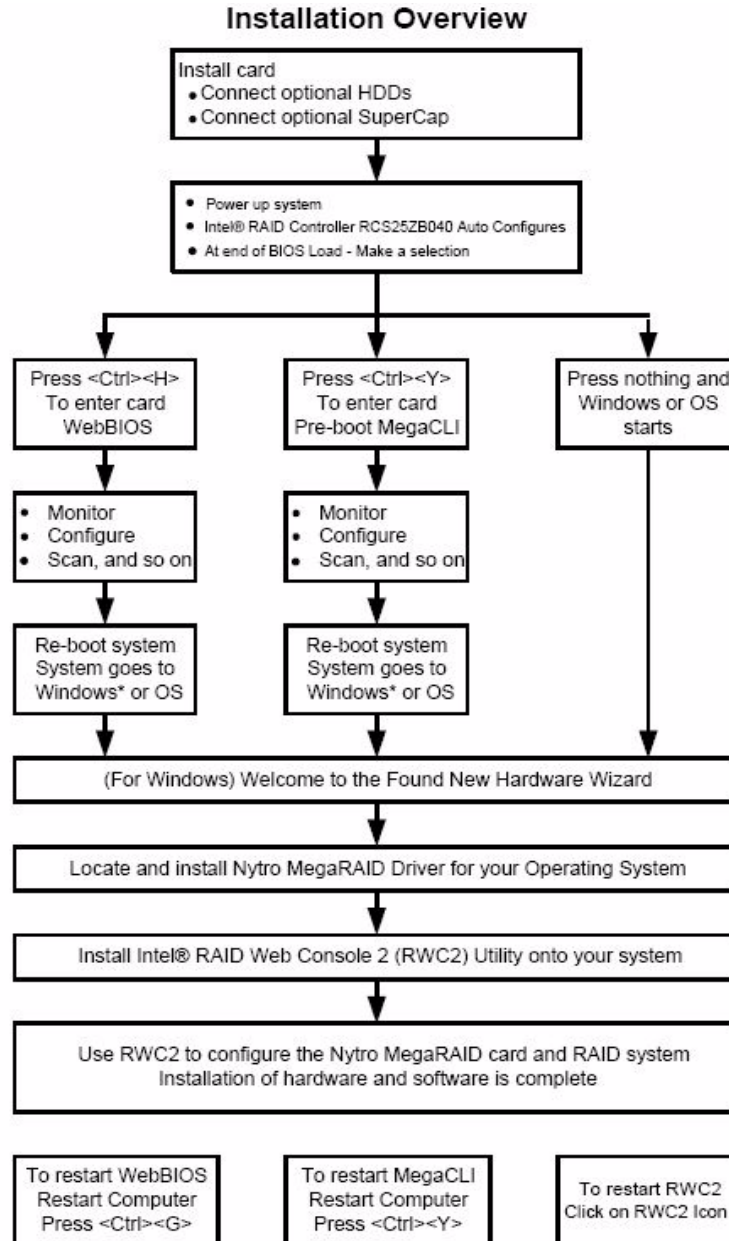 Installation Overview
Install card
• Connect optional HDDs
• Connect optional SuperCap
• Power up system
• Intel® RAID Controller RCS25ZB040 Auto Configures
• At end of BIOS Load - Make a selection
Press <Ctrl><H>
To enter card
WebBIOS
Press <Ctrl><Y>
To enter card
Pre-boot MegaCLI
Press nothing and
Windows or OS
starts
• Monitor
• Configure
• Scan, and so on
• Monitor
• Configure
• Scan, and so on
Re-boot system
System goes to
Windows* or OS
Re-boot system
System goes to
Windows* or OS
(For Windows) Welcome to the Found New Hardware Wizard
Locate and install Nytro MegaRAID Driver for your Operating System
Install Intel® RAID Web Console 2 (RWC2) Utility onto your system
Use RWC2 to configure the Nytro MegaRAID card and RAID system
Installation of hardware and software is complete
To restart WebBIOS
Restart Computer
Press <Ctrl><G>
To restart MegaCLI
Restart Computer
Press <Ctrl><Y>
To restart RWC2
Click on RWC2 Icon